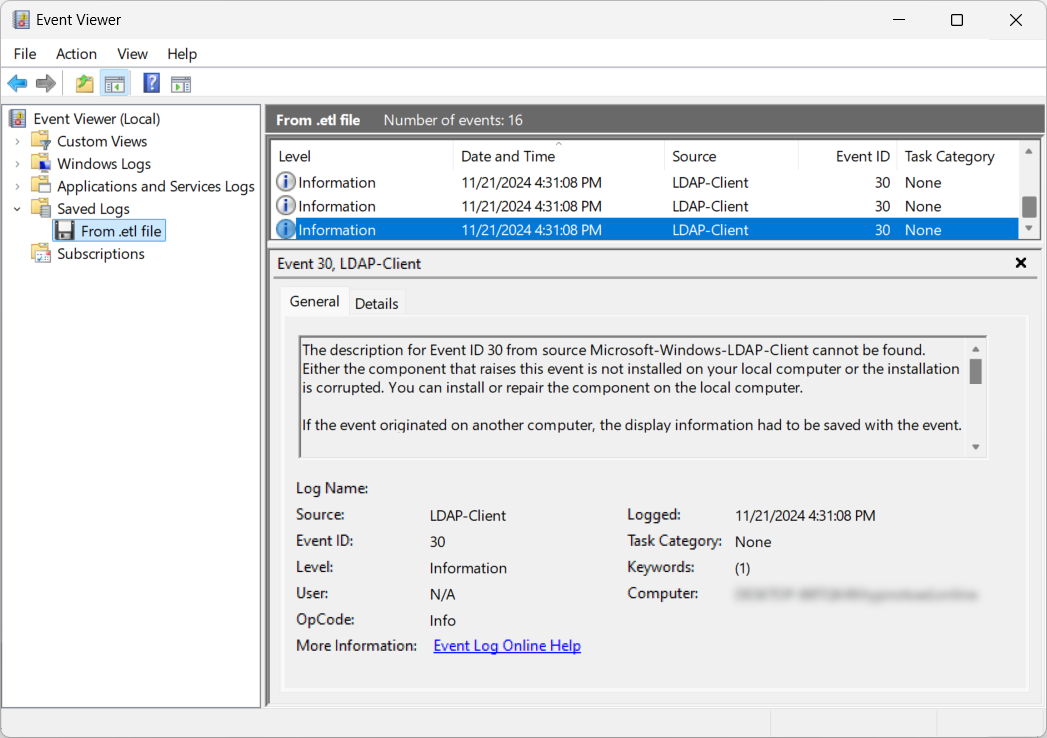 Event Viewer
File Action View Help
Event Viewer (Local)
Custom Views
Windows Logs
Applications and Services Logs
Saved Logs
From .etl file
Subscriptions
From .etl file Number of events: 16
Level Date and Time Source Event ID Task Category
Information 11/21/2024 4:31:08 PM LDAP-Client 30 None
Information 11/21/2024 4:31:08 PM LDAP-Client 30 None
Information 11/21/2024 4:31:08 PM LDAP-Client 30 None
Event 30, LDAP-Client
General Details
The description for Event ID 30 from source Microsoft-Windows-LDAP-Client cannot be found.
Either the component that raises this event is not installed on your local computer or the installation
is corrupted. You can install or repair the component on the local computer.
If the event originated on another computer, the display information had to be saved with the event.
Log Name:
Source: LDAP-Client Logged: 11/21/2024 4:31:08 PM
Event ID: 30 Task Category: None
Level: Information Keywords: (1)
User: N/A Computer:
OpCode: Info
More Information: Event Log Online Help